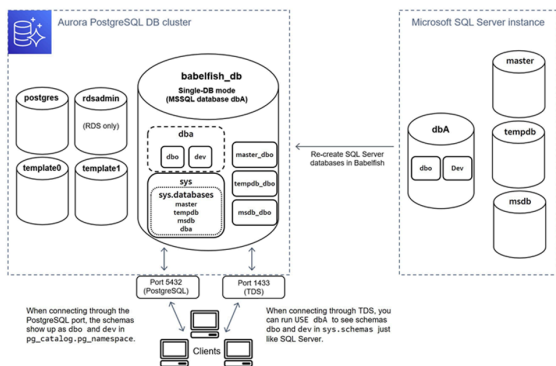 Aurora PostgreSQL DB cluster
Microsoft SQL Server instance
babelfish_db
Single-DB mode
(MSSQL database dbA)
postgres
rdsadmin
(RDS only)
template0
template1
dba
dbo
dev
sys
sys.databases
master
tempdb
msdb
dba
master_dbo
tempdb_dbo
msdb_dbo
Re-create SQL Server
databases in Babelfish
dbA
dbo
Dev
master
tempdb
msdb
Port 5432
(PostgreSQL)
Port 1433
(TDS)
When connecting through the
PostgreSQL port, the schemas
show up as dbo and dev in
pg_catalog.pg_namespace.
When connecting through TDS, you
can run USE dbA to see schemas
dbo and dev in sys.schemas just
like SQL Server.
Clients